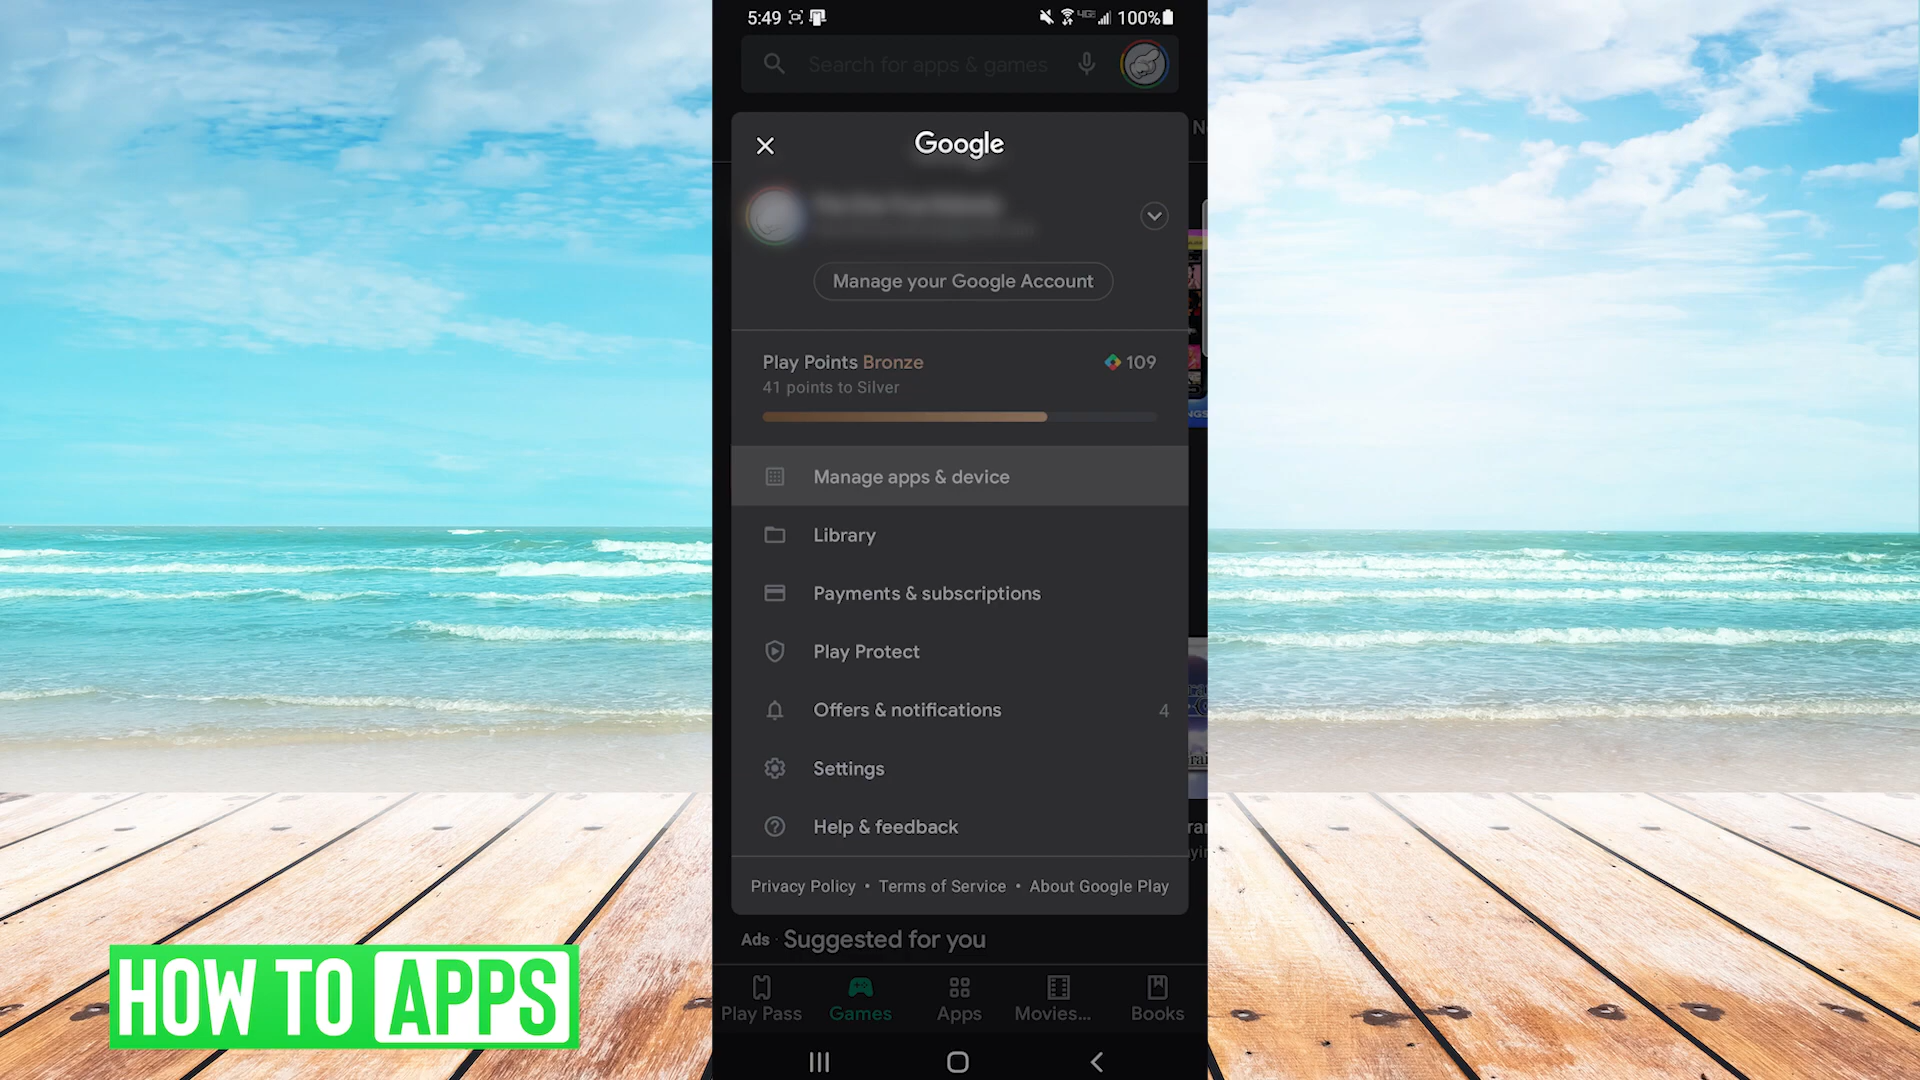 5:49 4GE 100%
Search for apps & games
Google
Manage your Google Account
Play Points Bronze 109
41 points to Silver
Manage apps & device
Library
Payments & subscriptions
Play Protect
Offers & notifications 4
Settings
Help & feedback
Privacy Policy • Terms of Service • About Google Play
Ads · Suggested for you
Play Pass Games Apps Movies... Books
HOW TO APPS